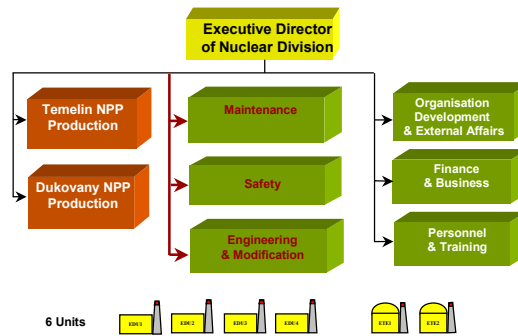 Executive Director
of Nuclear Division
Temelin NPP
Production
Dukovany NPP
Production
Maintenance
Safety
Engineering
& Modification
Organisation
Development
& External Affairs
Finance
& Business
Personnel
& Training
6 Units
EDU1
EDU2
EDU3
EDU4
ETE1
ETE2